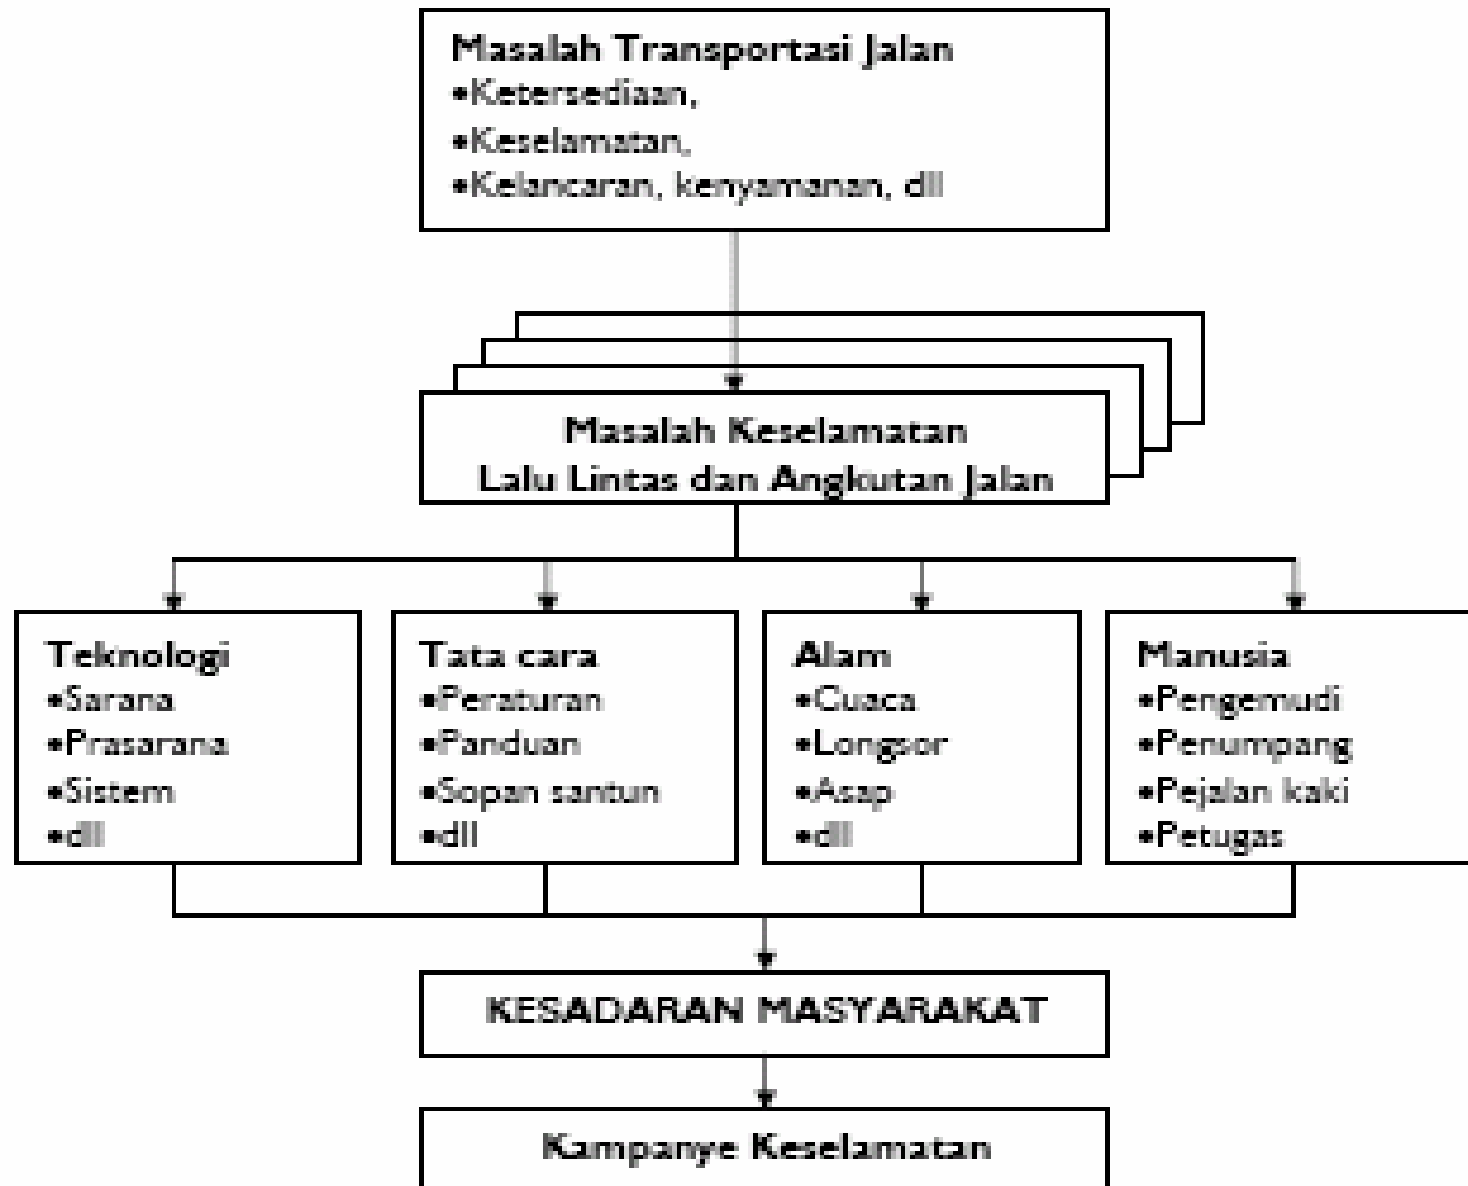 Masalah Transportasi Jalan
•Ketersediaan,
•Keselamatan,
•Kelancaran, kenyamanan, dll
Masalah Keselamatan
Lalu Lintas dan Angkutan Jalan
Teknologi
•Sarana
•Prasarana
•Sistem
•dll
Tata cara
•Peraturan
•Panduan
•Sopan santun
•dll
Alam
•Cuaca
•Longsor
•Asap
•dll
Manusia
•Pengemudi
•Penumpang
•Pejalan kaki
•Petugas
KESADARAN MASYARAKAT
Kampanye Keselamatan